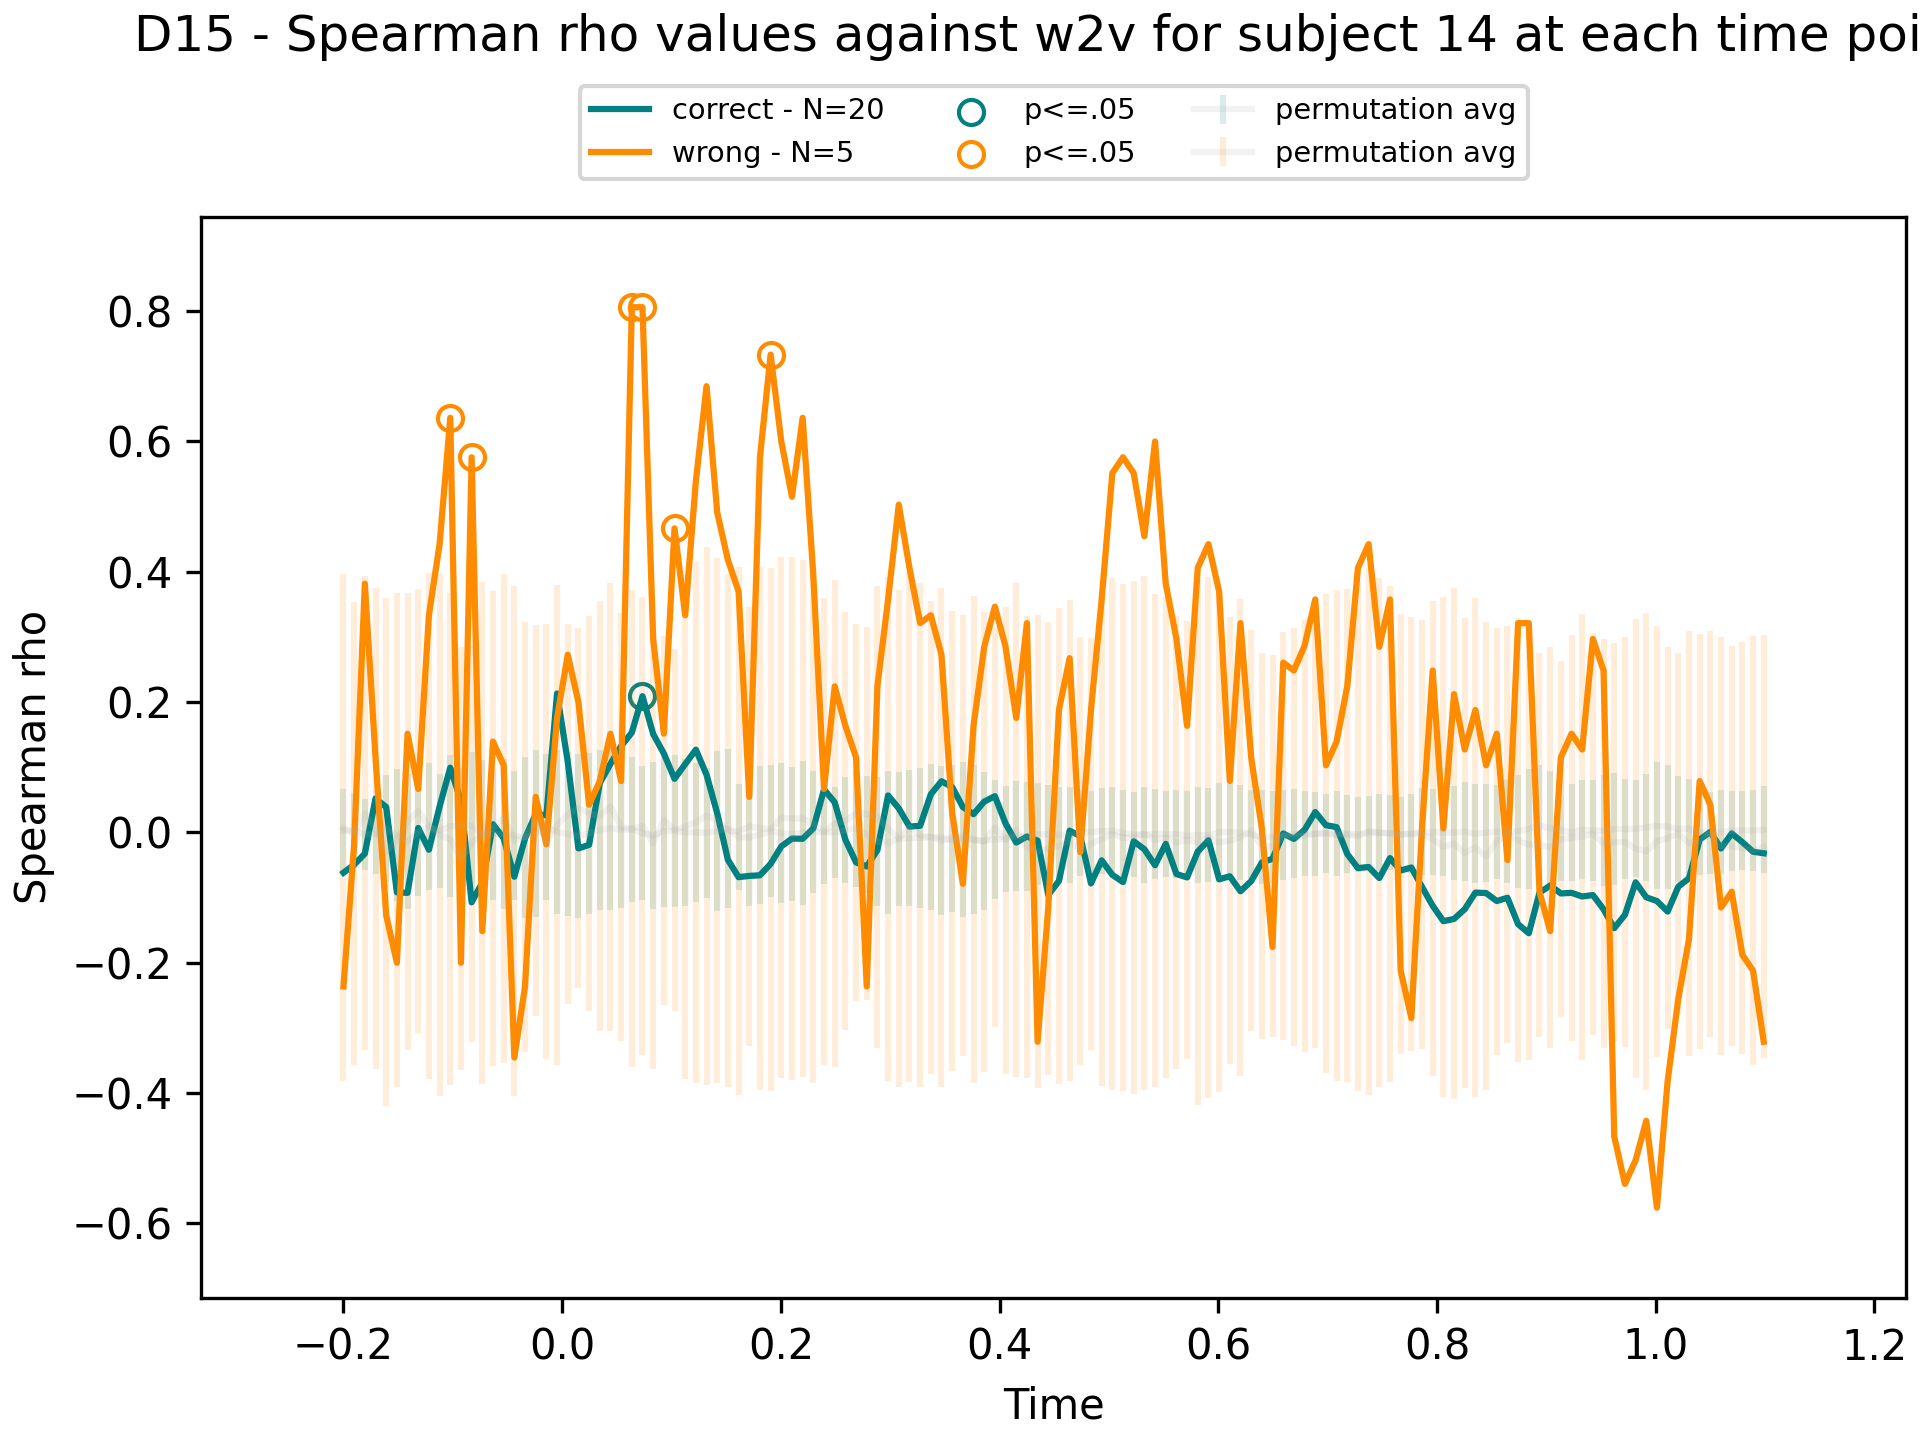 D15 - Spearman rho values against w2v for subject 14 at each time poi
correct - N=20
wrong - N=5
p<=.05
p<=.05
permutation avg
permutation avg
Spearman rho
0.8
0.6
0.4
0.2
0.0
−0.2
−0.4
−0.6
−0.2
0.0
0.2
0.4
0.6
0.8
1.0
1.2
Time